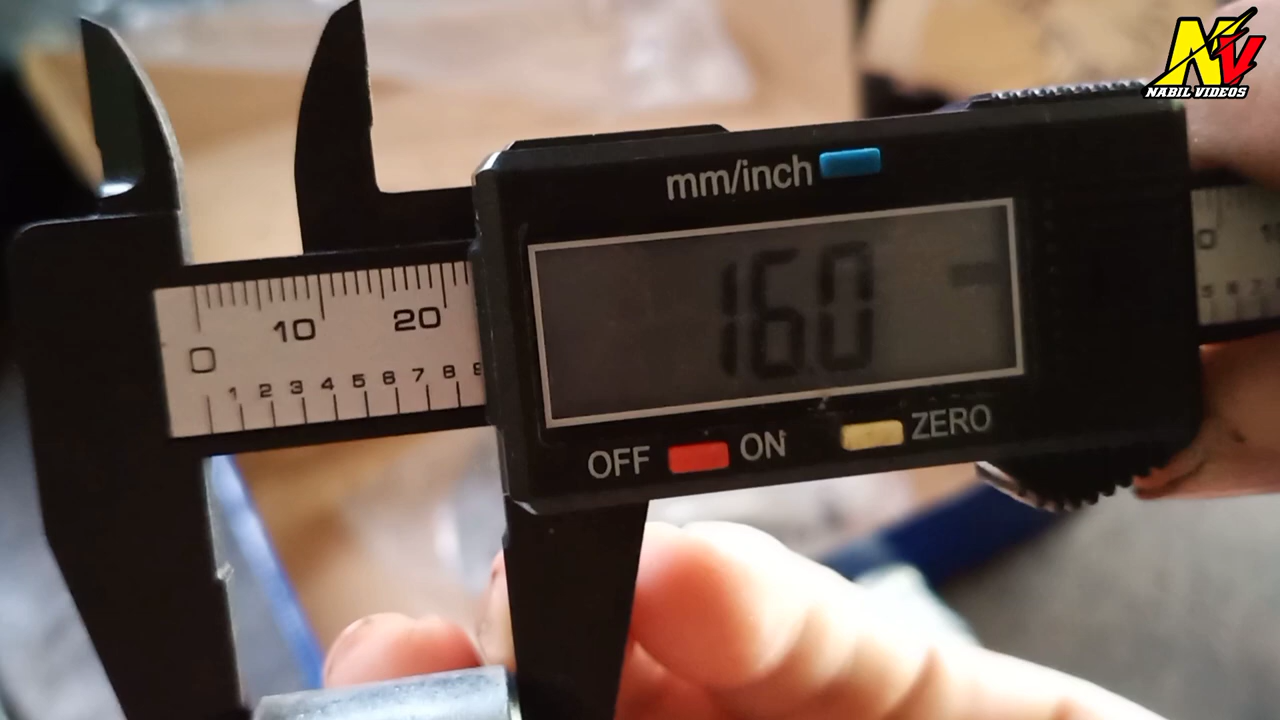 NV
NABIL VIDEOS
mm/inch
16.0
10 20
0
1 2 3 4 5 6 7 8
OFF ON ZERO